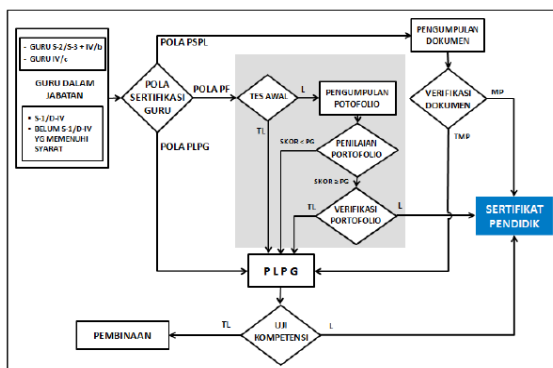 - GURU S-2/S-3 + IV/b
- GURU IV/c
GURU DALAM
JABATAN
• S-1/D-IV
• BELUM S-1/D-IV
YG MEMENUHI
SYARAT
POLA
SERTIFIKASI
GURU
POLA PSPL
POLA PF
POLA PLPG
PENGUMPULAN
DOKUMEN
VERIFIKASI
DOKUMEN
MP
TMP
TES AWAL
L
TL
PENGUMPULAN
POTOFOLIO
PENILAIAN
PORTOFOLIO
SKOR < PG
SKOR ≥ PG
VERIFIKASI
PORTOFOLIO
TL
L
SERTIFIKAT
PENDIDIK
P L P G
UJI
KOMPETENSI
TL
L
PEMBINAAN